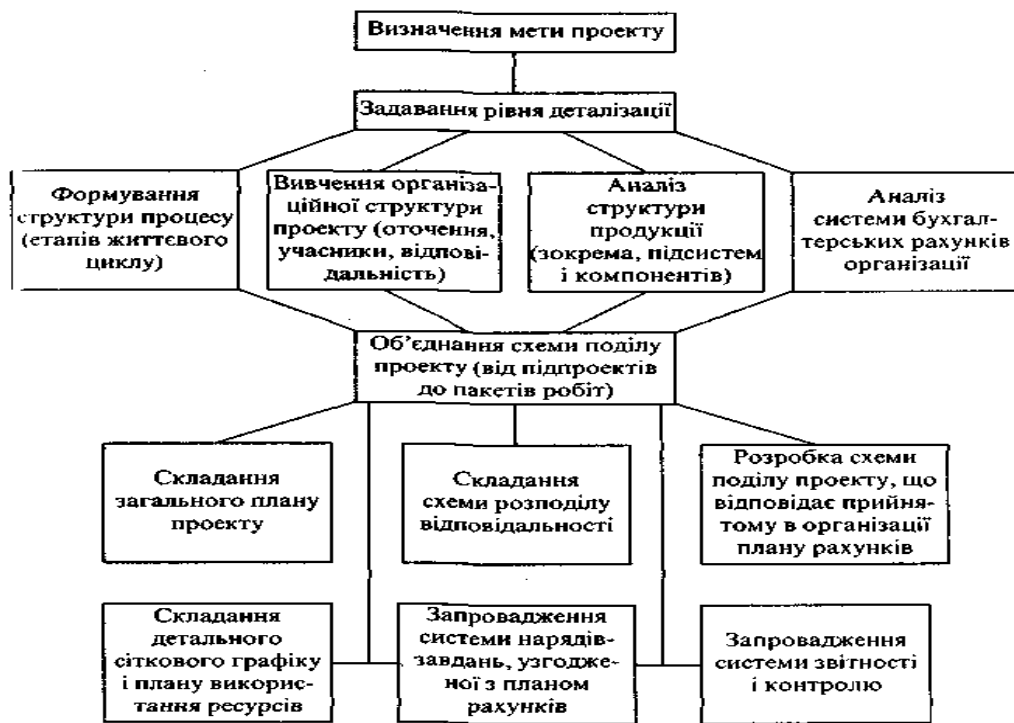 Визначення мети проекту
Задавання рівня деталізації
Формування
структури процесу
(етапів життєвого
циклу)
Вивчення організа-
ційної структури
проекту (оточення,
учасники, відпові-
дальність)
Аналіз
структури
продукції
(зокрема, підсистем
і компонентів)
Аналіз
системи бухгал-
терських рахунків
організації
Об’єднання схеми поділу
проекту (від підпроектів
до пакетів робіт)
Складання
загального плану
проекту
Складання
схеми розподілу
відповідальності
Розробка схеми
поділу проекту, що
відповідає прийня-
тому в організації
плану рахунків
Складання
детального
сіткового графіку
і плану викорис-
тання ресурсів
Запровадження
системи нарядів-
завдань, узгодже-
ної з планом
рахунків
Запровадження
системи звітності
і контролю